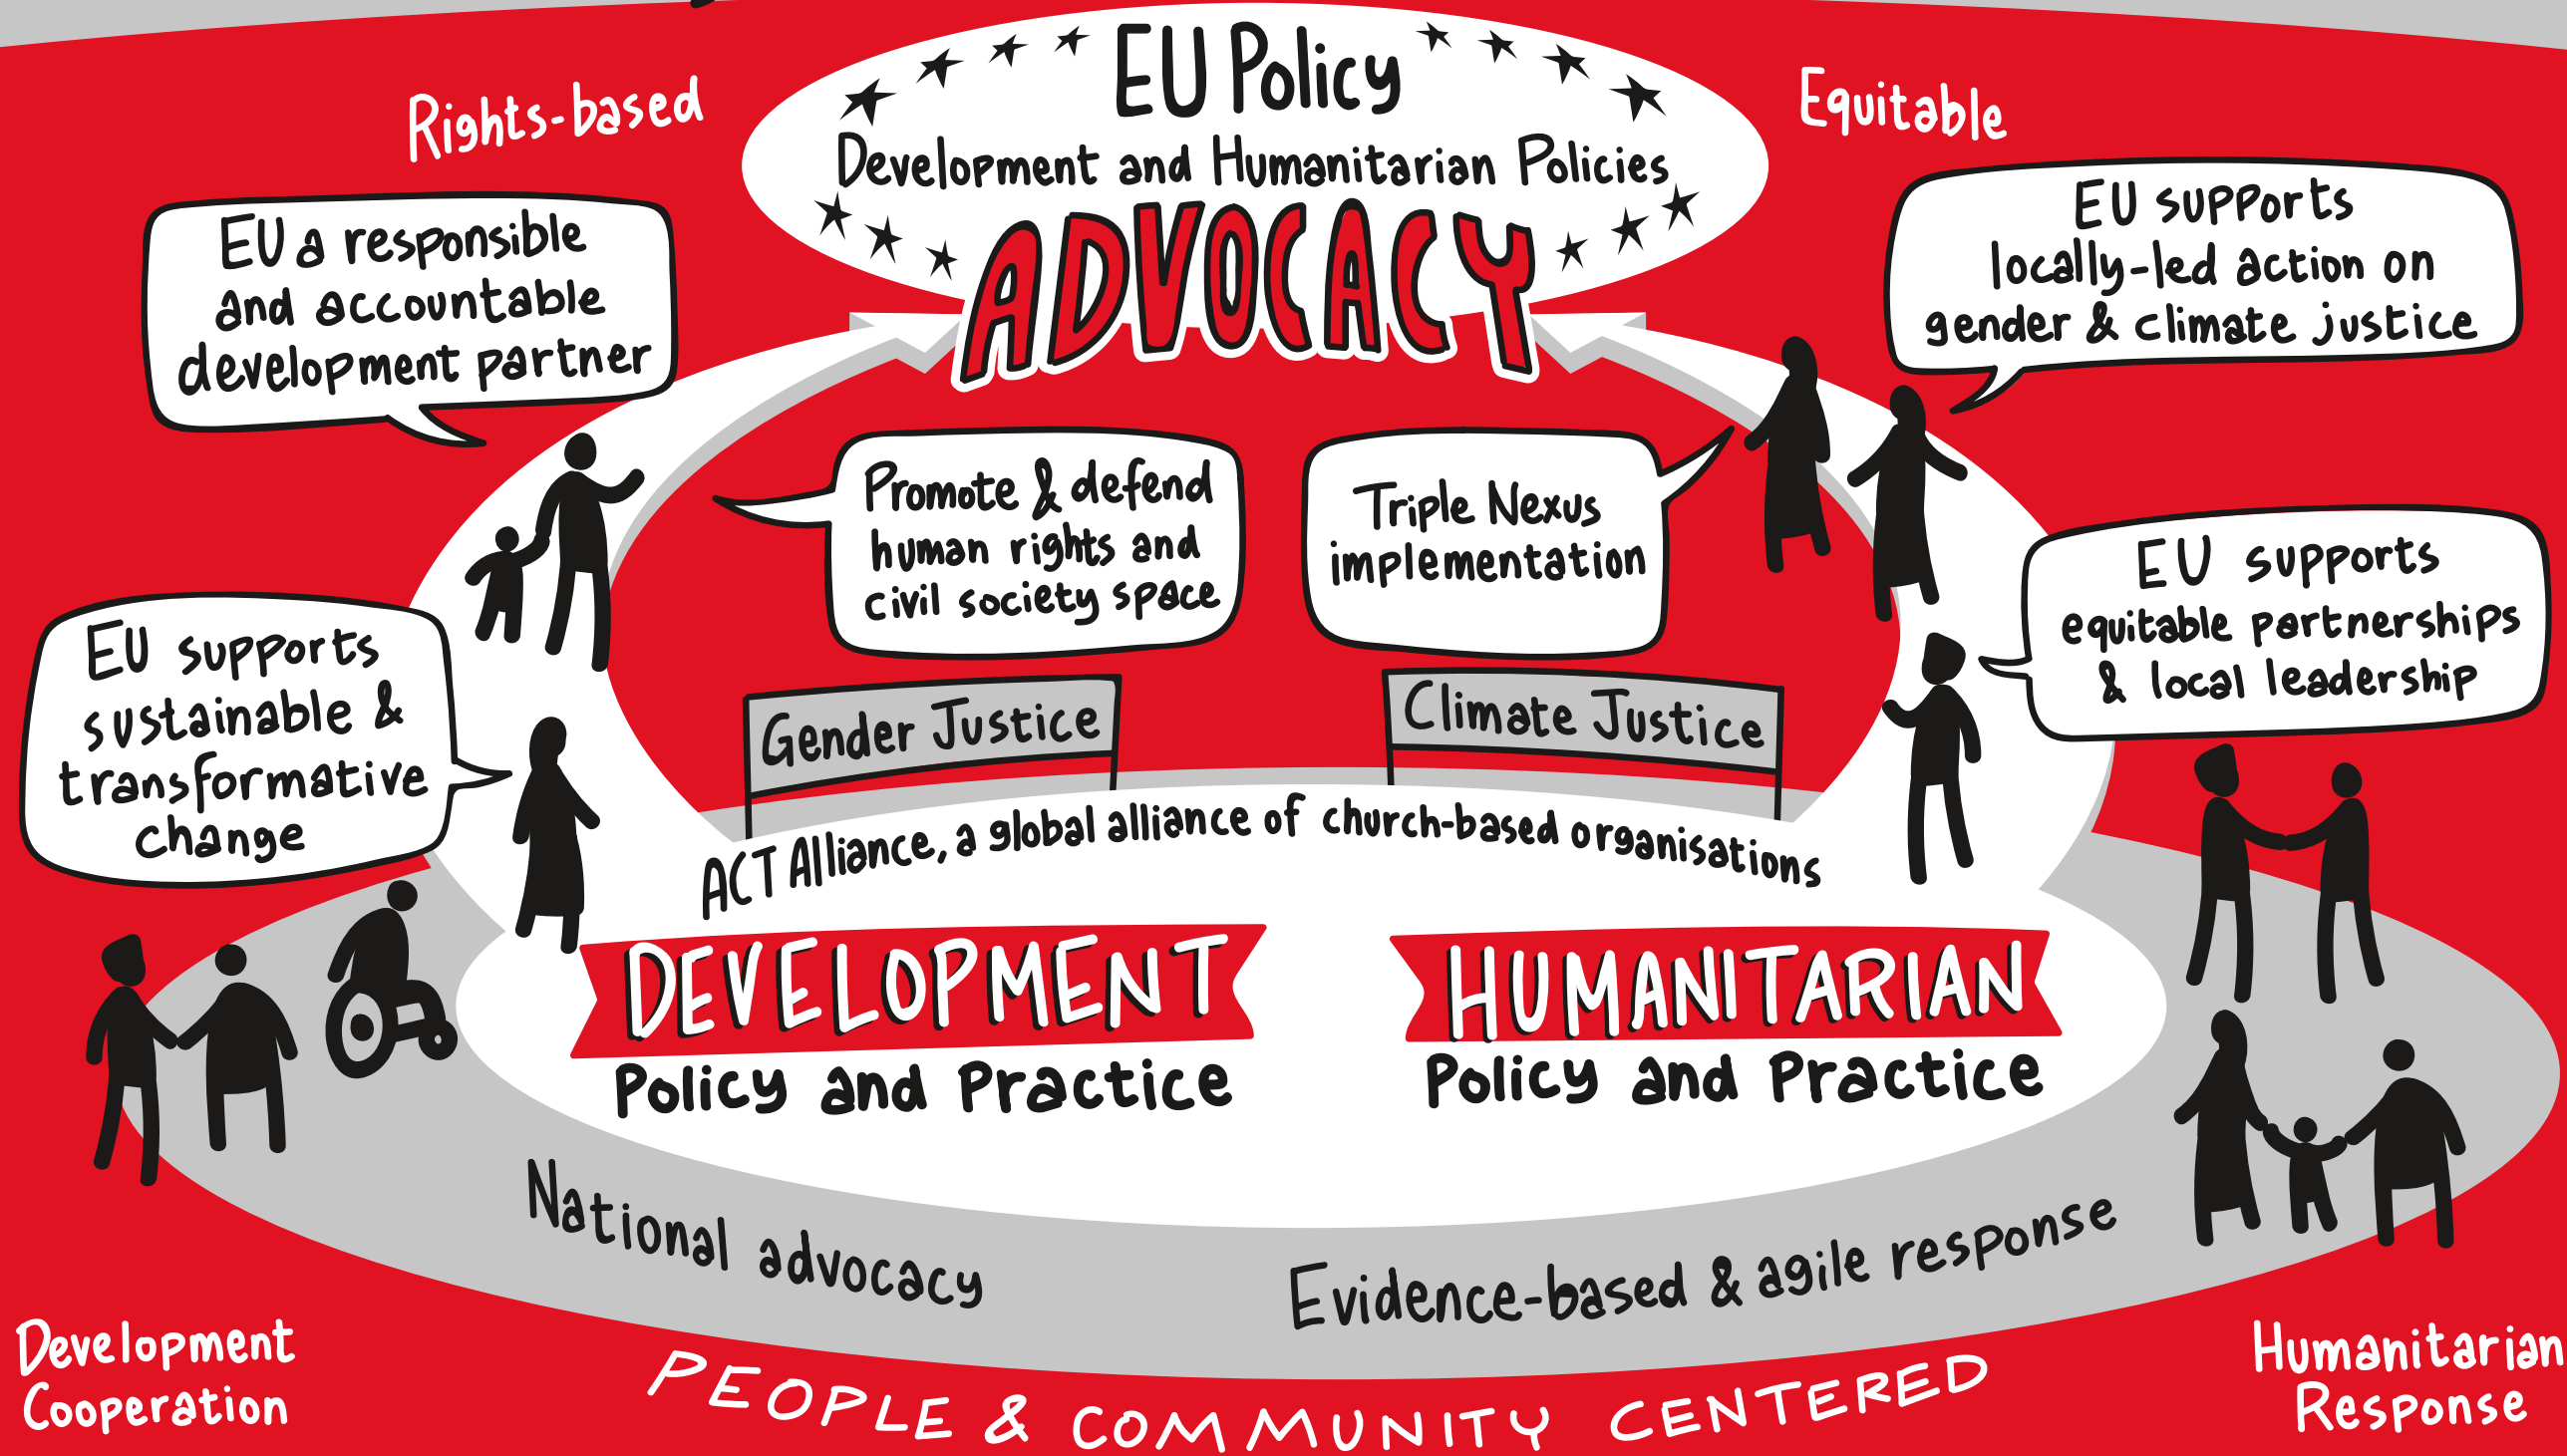 EU Policy
Development and Humanitarian Policies
ADVOCACY
Rights-based
Equitable
EU a responsible
and accountable
development partner
EU supports
locally-led action on
gender & climate justice
Promote & defend
human rights and
civil society space
Triple Nexus
implementation
EU supports
equitable partnerships
& local leadership
EU supports
sustainable &
transformative
change
Gender Justice
Climate Justice
ACT Alliance, a global alliance of church-based organisations
DEVELOPMENT
Policy and Practice
HUMANITARIAN
Policy and Practice
National advocacy
Evidence-based & agile response
Development
Cooperation
PEOPLE & COMMUNITY CENTERED
Humanitarian
Response